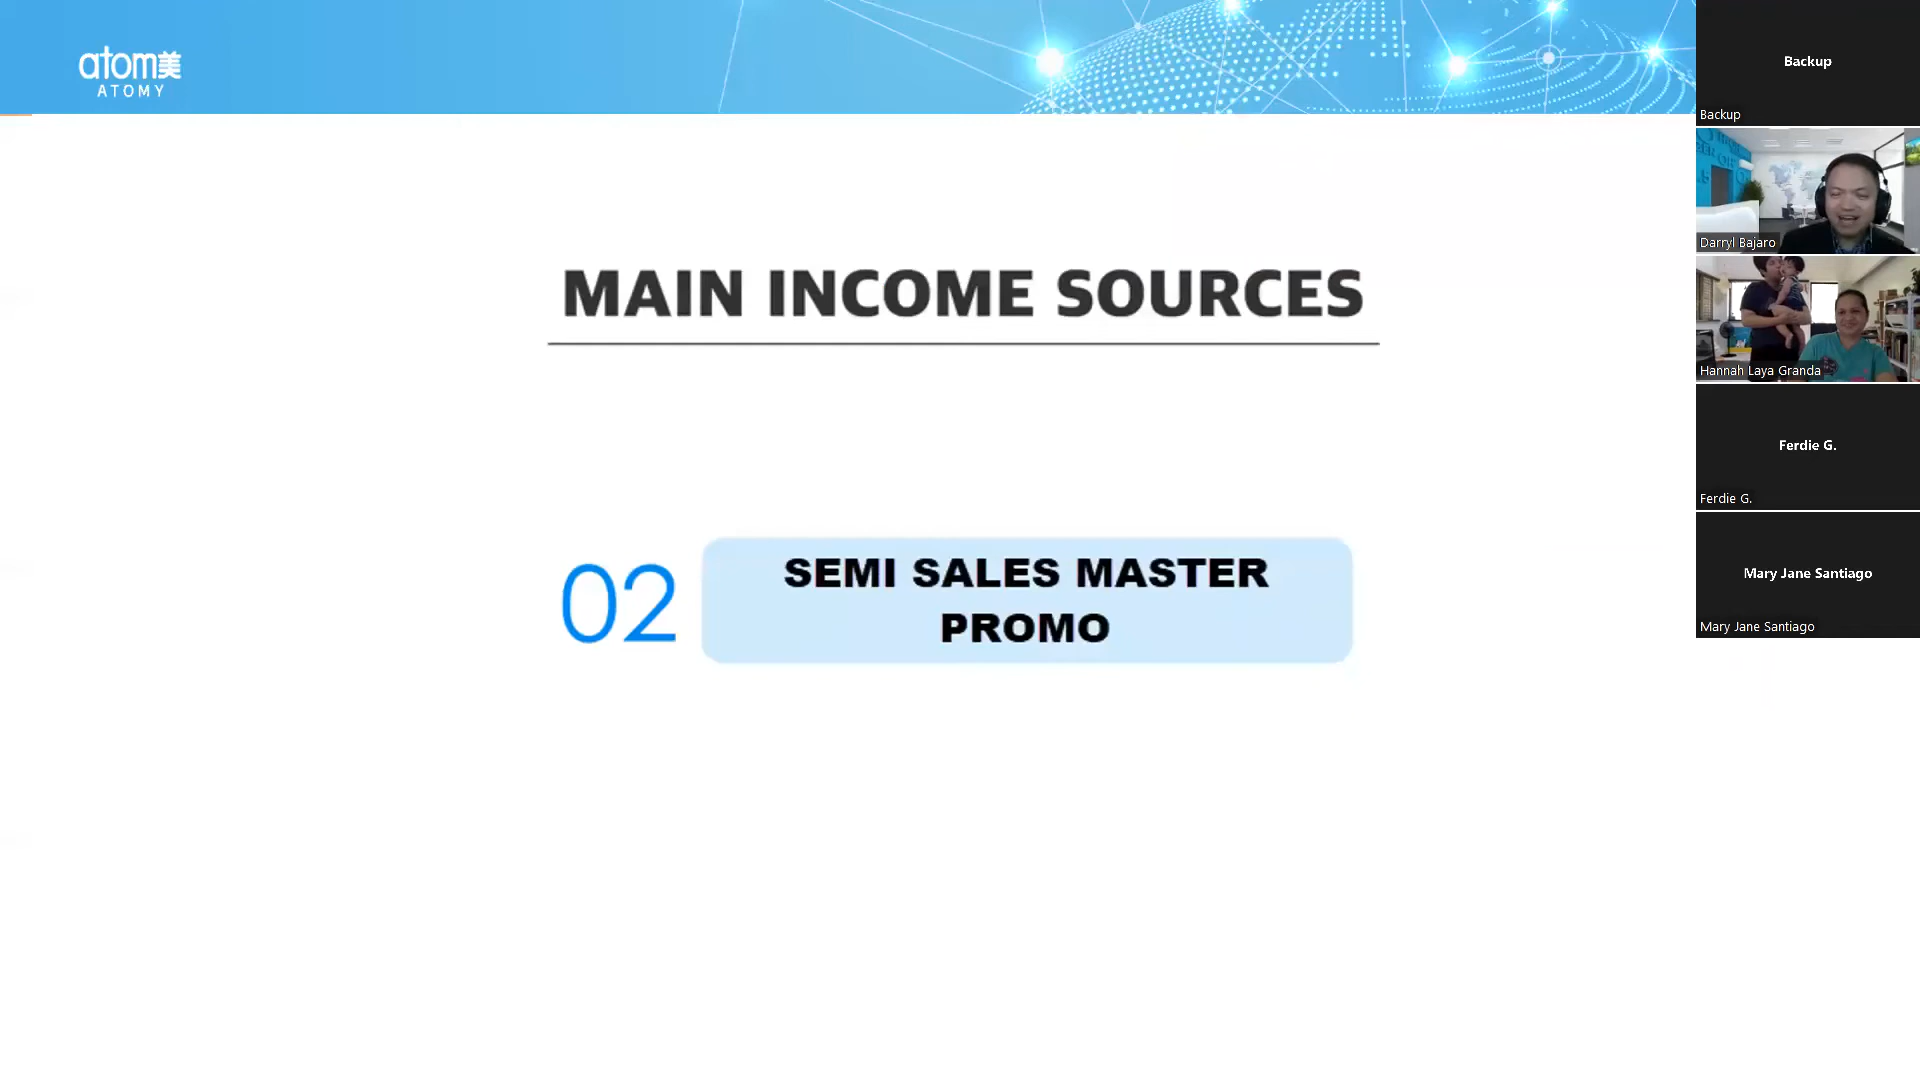 atom美
ATOMY
MAIN INCOME SOURCES
02
SEMI SALES MASTER
PROMO
Backup
Backup
Darryl Bajaro
Hannah Laya Granda
Ferdie G.
Ferdie G.
Mary Jane Santiago
Mary Jane Santiago